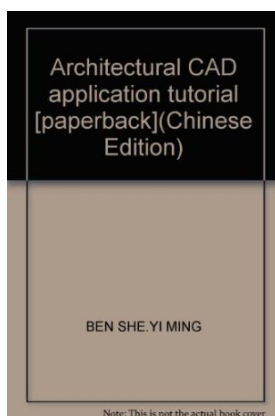 Architectural CAD
application tutorial
[paperback](Chinese
Edition)
BEN SHE.YI MING
Note: This is not the actual book cover